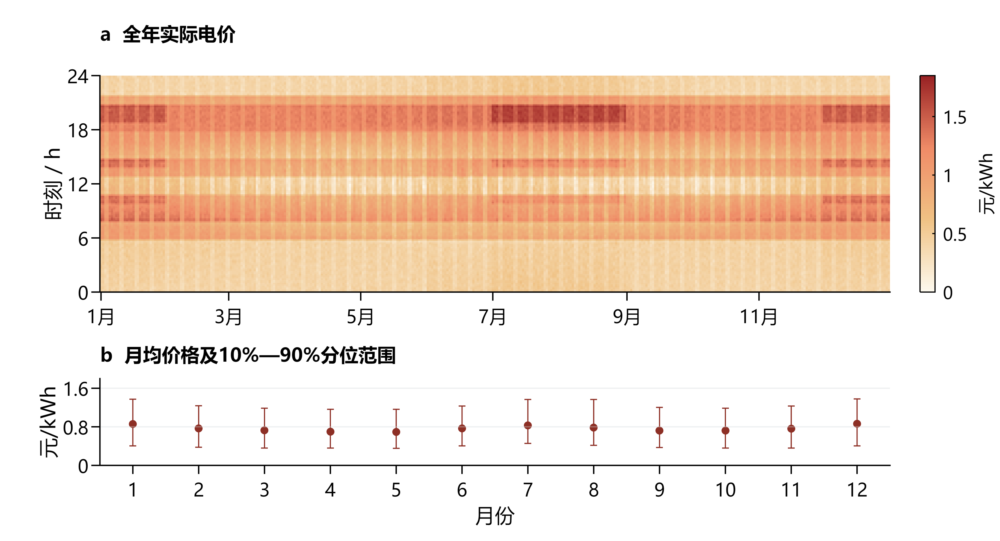 a 全年实际电价
24
18
12
6
0
时刻 / h
1月 3月 5月 7月 9月 11月
1.5
1
0.5
0
元/kWh
b 月均价格及10%—90%分位范围
1.6
0.8
0
元/kWh
1 2 3 4 5 6 7 8 9 10 11 12
月份